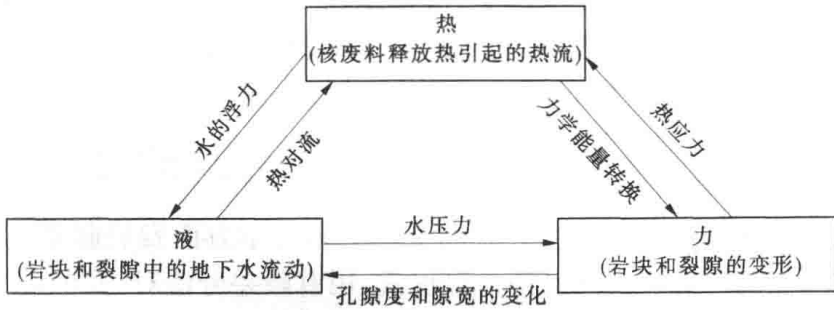 热
(核废料释放热引起的热流)
水的浮力
热对流
力学能量转换
热应力
液
(岩块和裂隙中的地下水流动)
水压力
孔隙度和隙宽的变化
力
(岩块和裂隙的变形)